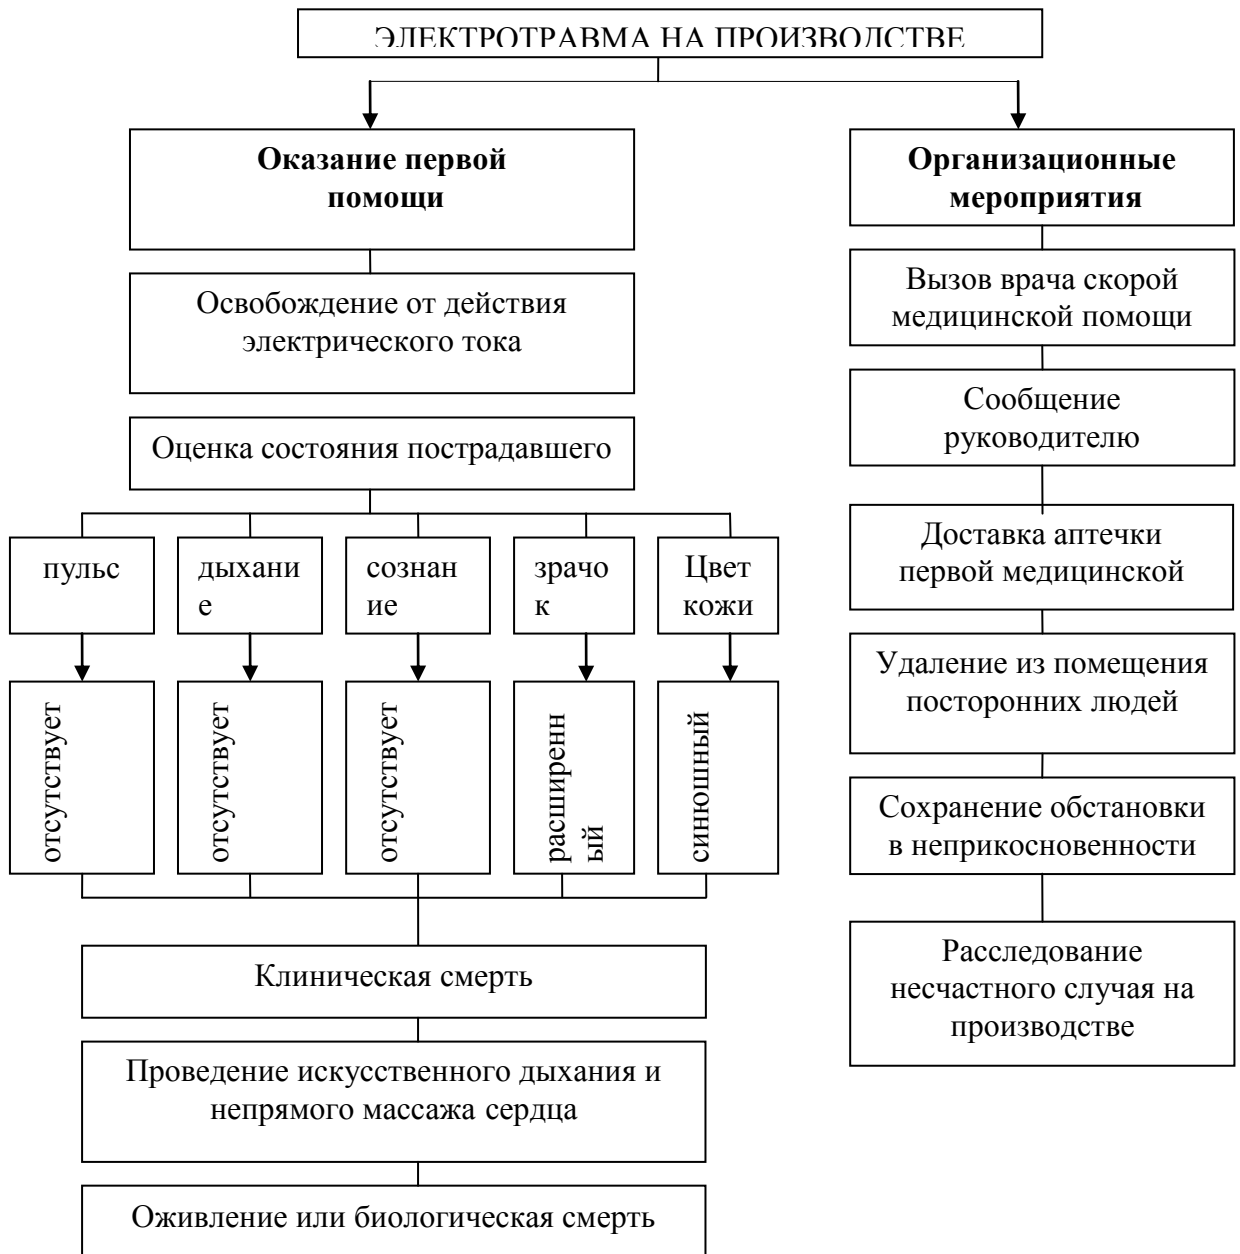 ЭЛЕКТРОТРАВМА НА ПРОИЗВОДСТВЕ
Оказание первой
помощи
Освобождение от действия
электрического тока
Оценка состояния пострадавшего
пульс
дыхани
е
сознан
ие
зрачо
к
Цвет
кожи
отсутствует
отсутствует
отсутствует
расширенн
ый
синюшный
Клиническая смерть
Проведение искусственного дыхания и
непрямого массажа сердца
Оживление или биологическая смерть
Организационные
мероприятия
Вызов врача скорой
медицинской помощи
Сообщение
руководителю
Доставка аптечки
первой медицинской
Удаление из помещения
посторонних людей
Сохранение обстановки
в неприкосновенности
Расследование
несчастного случая на
производстве